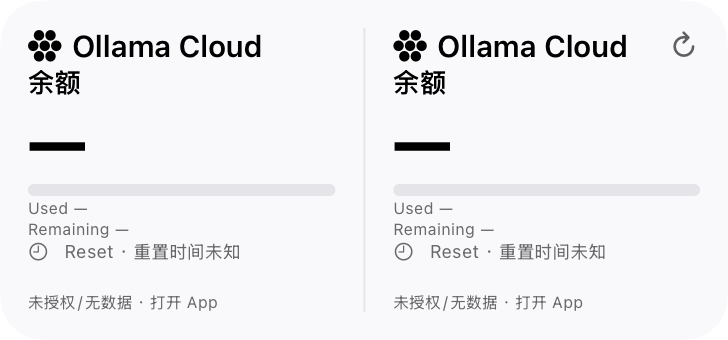 Ollama Cloud
余额
—
Used —
Remaining —
Reset · 重置时间未知
未授权/无数据 · 打开 App
Ollama Cloud
余额
—
Used —
Remaining —
Reset · 重置时间未知
未授权/无数据 · 打开 App